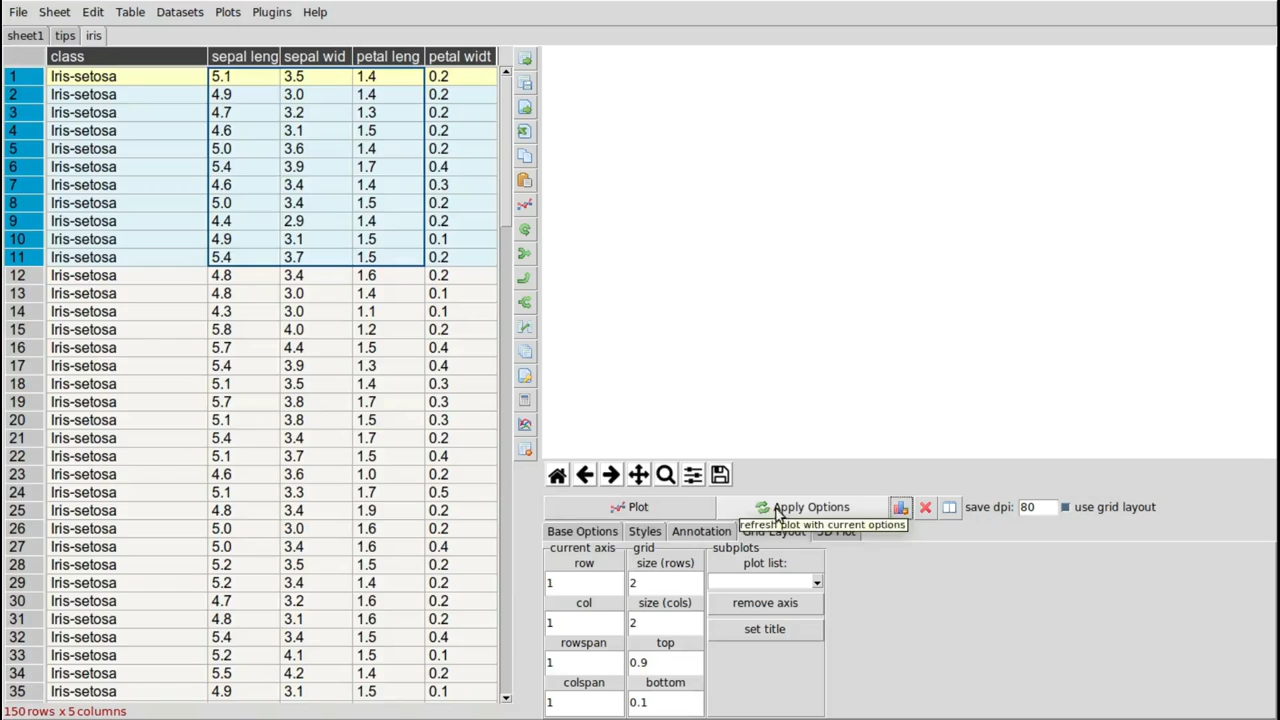 File Sheet Edit Table Datasets Plots Plugins Help
sheet1 tips iris
class sepal leng sepal wid petal leng petal widt
1 Iris-setosa 5.1 3.5 1.4 0.2
2 Iris-setosa 4.9 3.0 1.4 0.2
3 Iris-setosa 4.7 3.2 1.3 0.2
4 Iris-setosa 4.6 3.1 1.5 0.2
5 Iris-setosa 5.0 3.6 1.4 0.2
6 Iris-setosa 5.4 3.9 1.7 0.4
7 Iris-setosa 4.6 3.4 1.4 0.3
8 Iris-setosa 5.0 3.4 1.5 0.2
9 Iris-setosa 4.4 2.9 1.4 0.2
10 Iris-setosa 4.9 3.1 1.5 0.1
11 Iris-setosa 5.4 3.7 1.5 0.2
12 Iris-setosa 4.8 3.4 1.6 0.2
13 Iris-setosa 4.8 3.0 1.4 0.1
14 Iris-setosa 4.3 3.0 1.1 0.1
15 Iris-setosa 5.8 4.0 1.2 0.2
16 Iris-setosa 5.7 4.4 1.5 0.4
17 Iris-setosa 5.4 3.9 1.3 0.4
18 Iris-setosa 5.1 3.5 1.4 0.3
19 Iris-setosa 5.7 3.8 1.7 0.3
20 Iris-setosa 5.1 3.8 1.5 0.3
21 Iris-setosa 5.4 3.4 1.7 0.2
22 Iris-setosa 5.1 3.7 1.5 0.4
23 Iris-setosa 4.6 3.6 1.0 0.2
24 Iris-setosa 5.1 3.3 1.7 0.5
25 Iris-setosa 4.8 3.4 1.9 0.2
26 Iris-setosa 5.0 3.0 1.6 0.2
27 Iris-setosa 5.0 3.4 1.6 0.4
28 Iris-setosa 5.2 3.5 1.5 0.2
29 Iris-setosa 5.2 3.4 1.4 0.2
30 Iris-setosa 4.7 3.2 1.6 0.2
31 Iris-setosa 4.8 3.1 1.6 0.2
32 Iris-setosa 5.4 3.4 1.5 0.4
33 Iris-setosa 5.2 4.1 1.5 0.1
34 Iris-setosa 5.5 4.2 1.4 0.2
35 Iris-setosa 4.9 3.1 1.5 0.1
150 rows x 5 columns
Plot Apply Options save dpi: 80 use grid layout
refresh plot with current options
Base Options Styles Annotation Grid Layout 3D Plot
current axis grid subplots
row size (rows) plot list:
1 2
col size (cols) remove axis
1 2 set title
rowspan top
1 0.9
colspan bottom
1 0.1